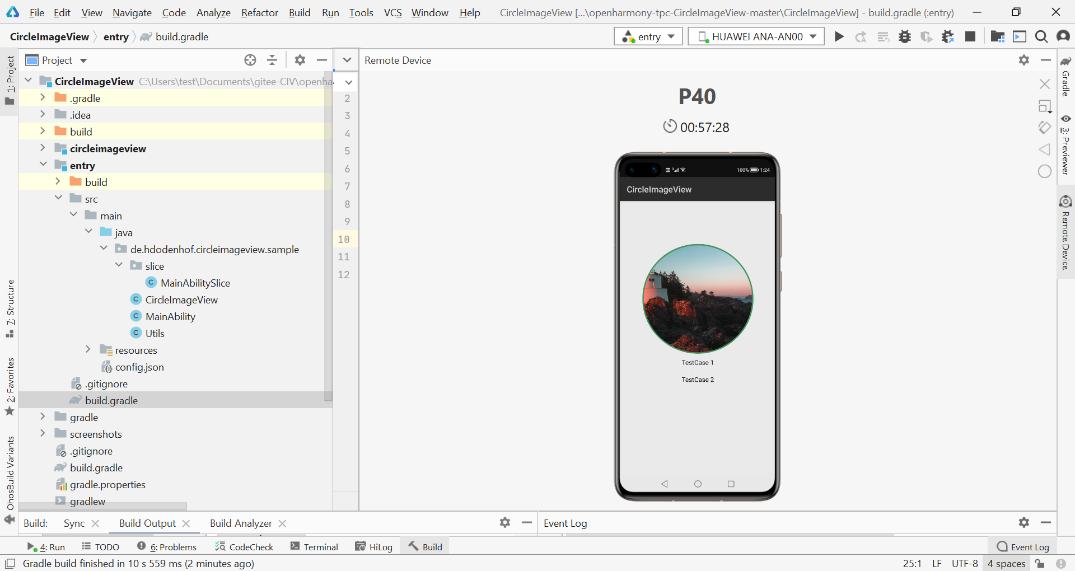 File Edit View Navigate Code Analyze Refactor Build Run Tools VCS Window Help CircleImageView [...\openharmony-tpc-CirdeImageView-master\CircleImageView] - build.gradle (:entry)
CircleImageView entry build.gradle
entry HUAWEI ANA-AN00
Project
Remote Device
CircleImageView C:\Users\test\Documents\gitee-CIV\openha
.gradle
.idea
build
circleimageview
entry
build
src
main
java
de.hdodenhof.circleimageview.sample
slice
MainAbilitySlice
CircleImageView
MainAbility
Utils
resources
config.json
.gitignore
build.gradle
gradle
screenshots
.gitignore
build.gradle
gradle.properties
gradlew
2
3
4
5
6
7
8
9
10
11
12
P40
00:57:28
100% 1:24
CircleImageView
TestCase 1
TestCase 2
1: Project
7: Structure
2: Favorites
OhosBuild Variants
Gradle
Previewer
Remote Device
Build: Sync Build Output Build Analyzer
Event Log
4: Run TODO 6: Problems CodeCheck Terminal HiLog Build Event Log
Gradle build finished in 10 s 559 ms (2 minutes ago) 25:1 LF UTF-8 4 spaces